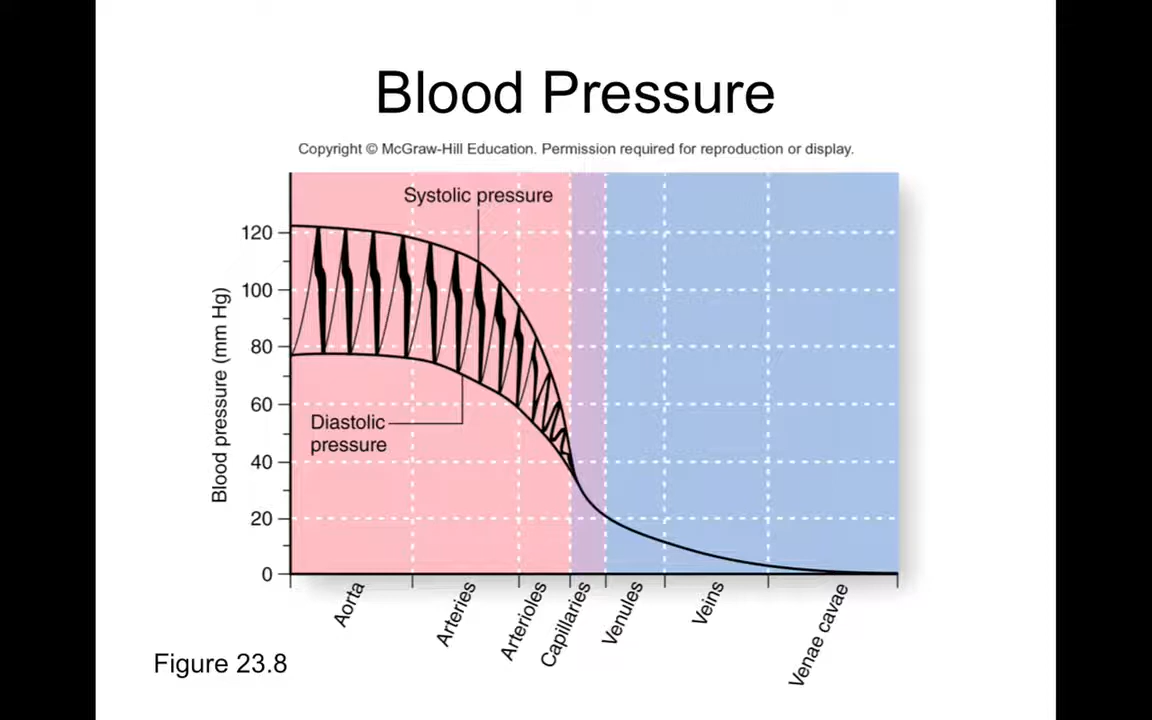 Blood Pressure
Copyright © McGraw-Hill Education. Permission required for reproduction or display.
Systolic pressure
120
100
80
60
40
20
0
Blood pressure (mm Hg)
Diastolic
pressure
Aorta
Arteries
Arterioles
Capillaries
Venules
Veins
Venae cavae
Figure 23.8